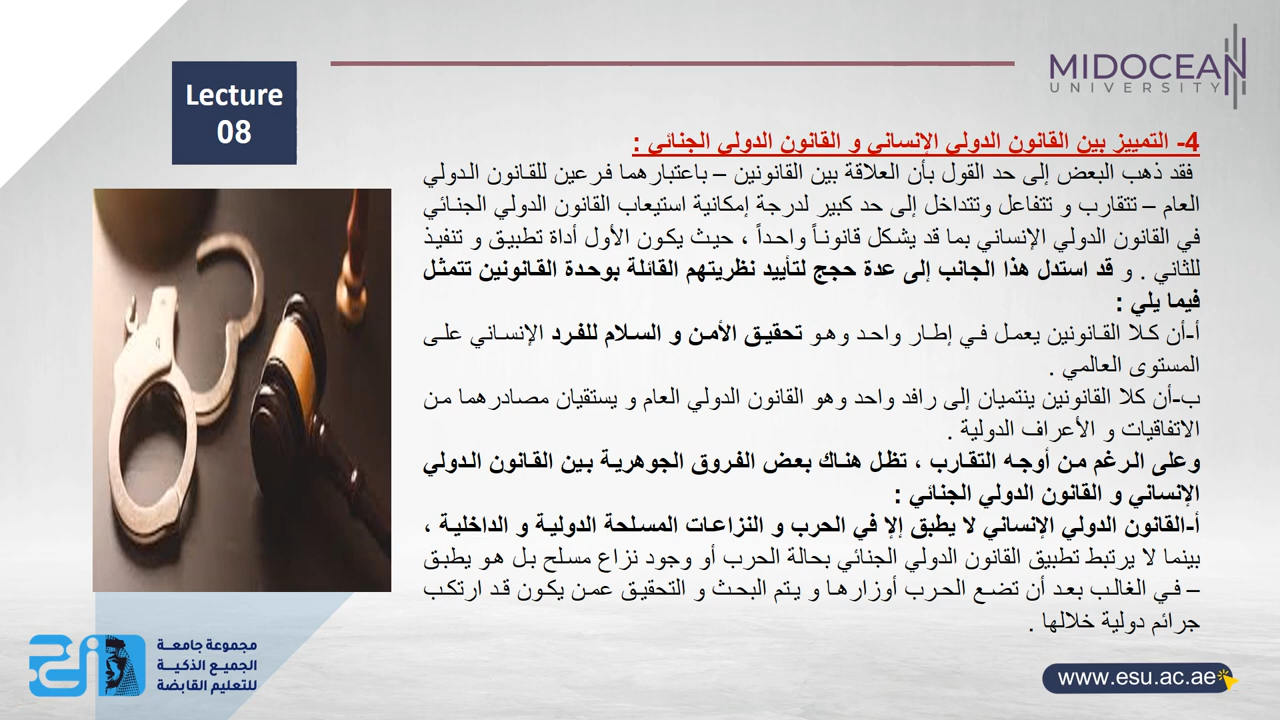 Lecture
08
MIDOCEAN
UNIVERSITY
4- التمييز بين القانون الدولي الإنساني و القانون الدولي الجنائي :
فقد ذهب البعض إلى حد القول بأن العلاقة بين القانونين – باعتبارهما فرعين للقانون الدولي
العام – تتقارب و تتفاعل وتتداخل إلى حد كبير لدرجة إمكانية استيعاب القانون الدولي الجنائي
في القانون الدولي الإنساني بما قد يشكل قانوناً واحداً ، حيث يكون الأول أداة تطبيق و تنفيذ
للثاني . و قد استدل هذا الجانب إلى عدة حجج لتأييد نظريتهم القائلة بوحدة القانونين تتمثل
فيما يلي :
أ-أن كلا القانونين يعمل في إطار واحد وهو تحقيق الأمن و السلام للفرد الإنساني على
المستوى العالمي .
ب-أن كلا القانونين ينتميان إلى رافد واحد وهو القانون الدولي العام و يستقيان مصادرهما من
الاتفاقيات و الأعراف الدولية .
وعلى الرغم من أوجه التقارب ، تظل هناك بعض الفروق الجوهرية بين القانون الدولي
الإنساني و القانون الدولي الجنائي :
أ-القانون الدولي الإنساني لا يطبق إلا في الحرب و النزاعات المسلحة الدولية و الداخلية ،
بينما لا يرتبط تطبيق القانون الدولي الجنائي بحالة الحرب أو وجود نزاع مسلح بل هو يطبق
– في الغالب بعد أن تضع الحرب أوزارها و يتم البحث و التحقيق عمن يكون قد ارتكب
جرائم دولية خلالها .
مجموعة جامعة
الجميع الذكية
للتعليم القابضة
www.esu.ac.ae